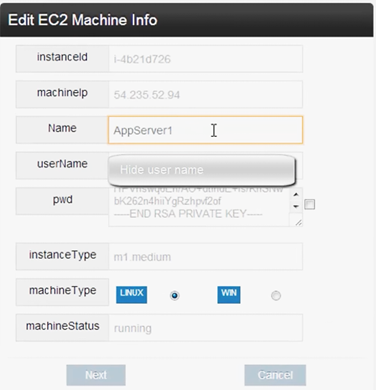 Edit EC2 Machine Info
instanceId i-4b21d726
machineIp 54.235.52.94
Name AppServer1
userName Hide user name
pwd
bK262n4hiiYgRzhpvf2of
-----END RSA PRIVATE KEY-----
instanceType m1.medium
machineType LINUX WIN
machineStatus running
Next Cancel